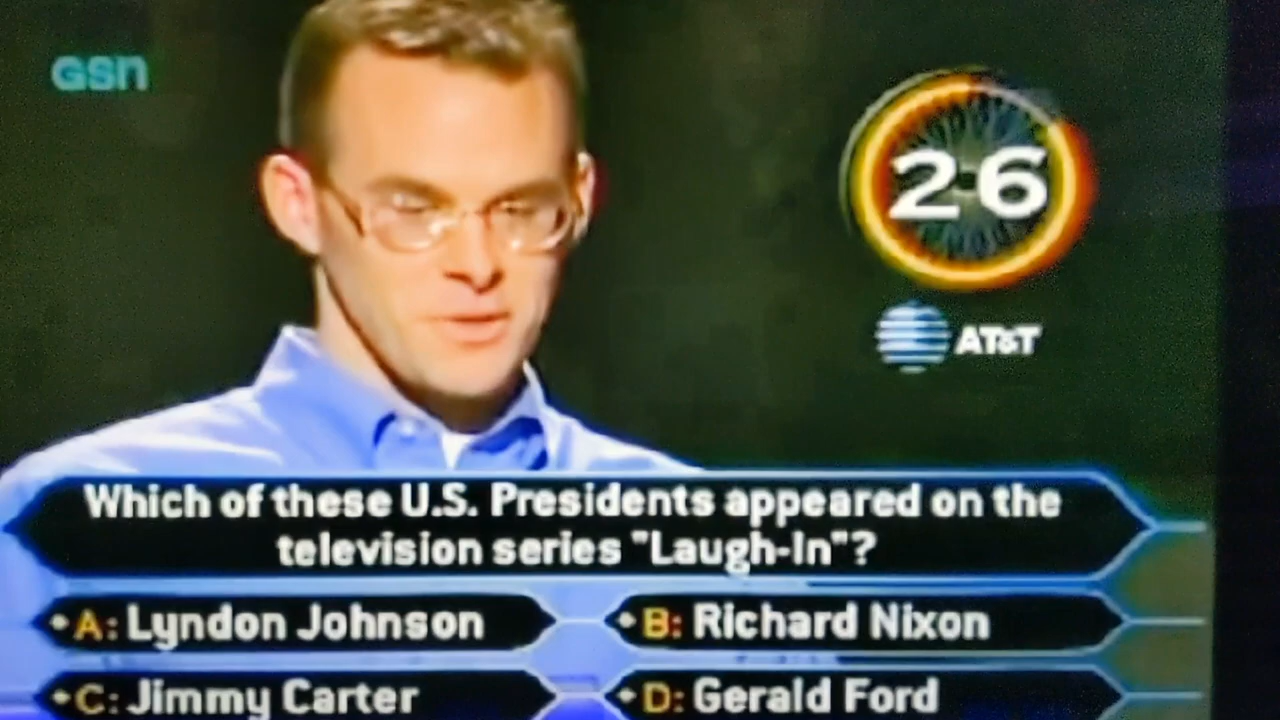 GSN
26
AT&T
Which of these U.S. Presidents appeared on the
television series "Laugh-In"?
A: Lyndon Johnson
B: Richard Nixon
C: Jimmy Carter
D: Gerald Ford